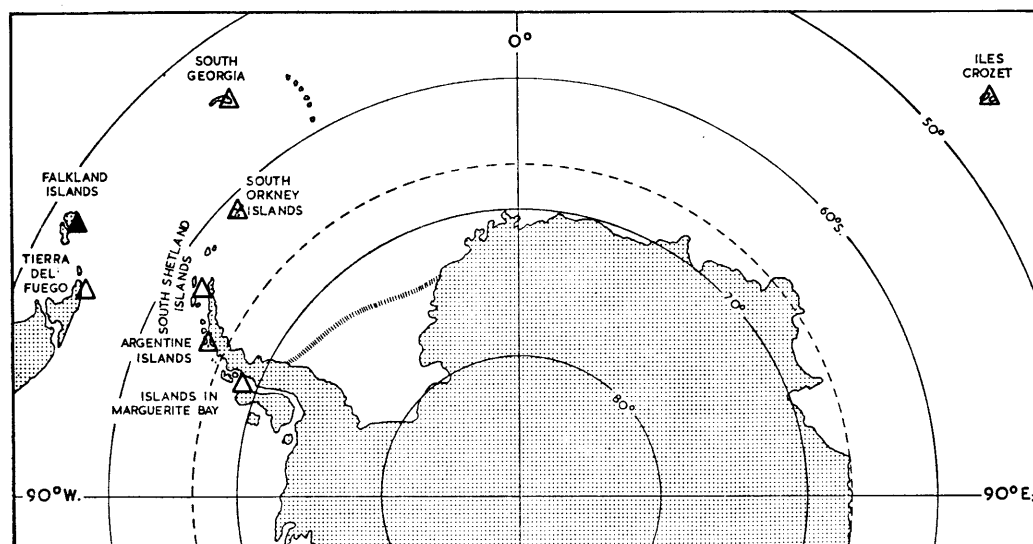 0°
SOUTH
GEORGIA
ILES
CROZET
50°
FALKLAND
ISLANDS
SOUTH
ORKNEY
ISLANDS
60°S.
TIERRA
DEL
FUEGO
SOUTH SHETLAND
ISLANDS
70°
ARGENTINE
ISLANDS
ISLANDS IN
MARGUERITE BAY
80°
90°W.
90°E.